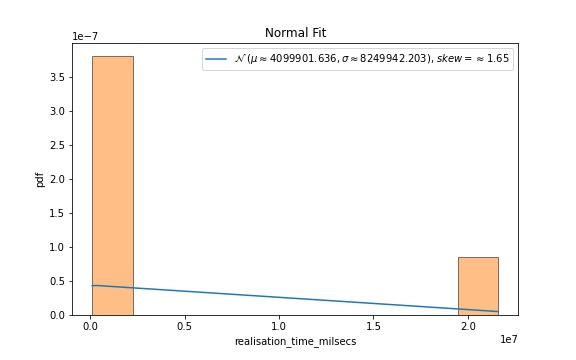 Normal Fit
1e−7
𝒩(μ≈4099901.636, σ≈8249942.203), skew=≈1.65
3.5
3.0
2.5
2.0
1.5
1.0
0.5
0.0
pdf
0.0 0.5 1.0 1.5 2.0
1e7
realisation_time_milsecs